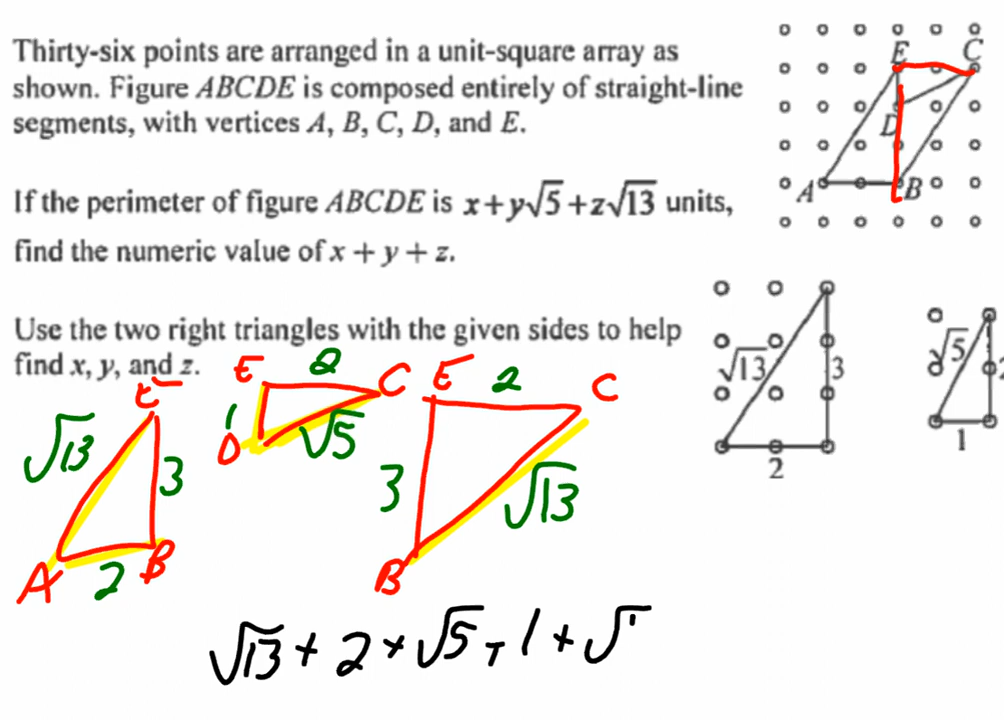 Thirty-six points are arranged in a unit-square array as
shown. Figure ABCDE is composed entirely of straight-line
segments, with vertices A, B, C, D, and E.
E C
D
A B
If the perimeter of figure ABCDE is x+y√5+z√13 units,
find the numeric value of x + y + z.
Use the two right triangles with the given sides to help
find x, y, and z.
√13 3
2
√5 2
1
E
√13 3
A 2 B
E 2 C
1
D √5
E 2 C
3 √13
B
√13 + 2 + √5 + 1 + √1